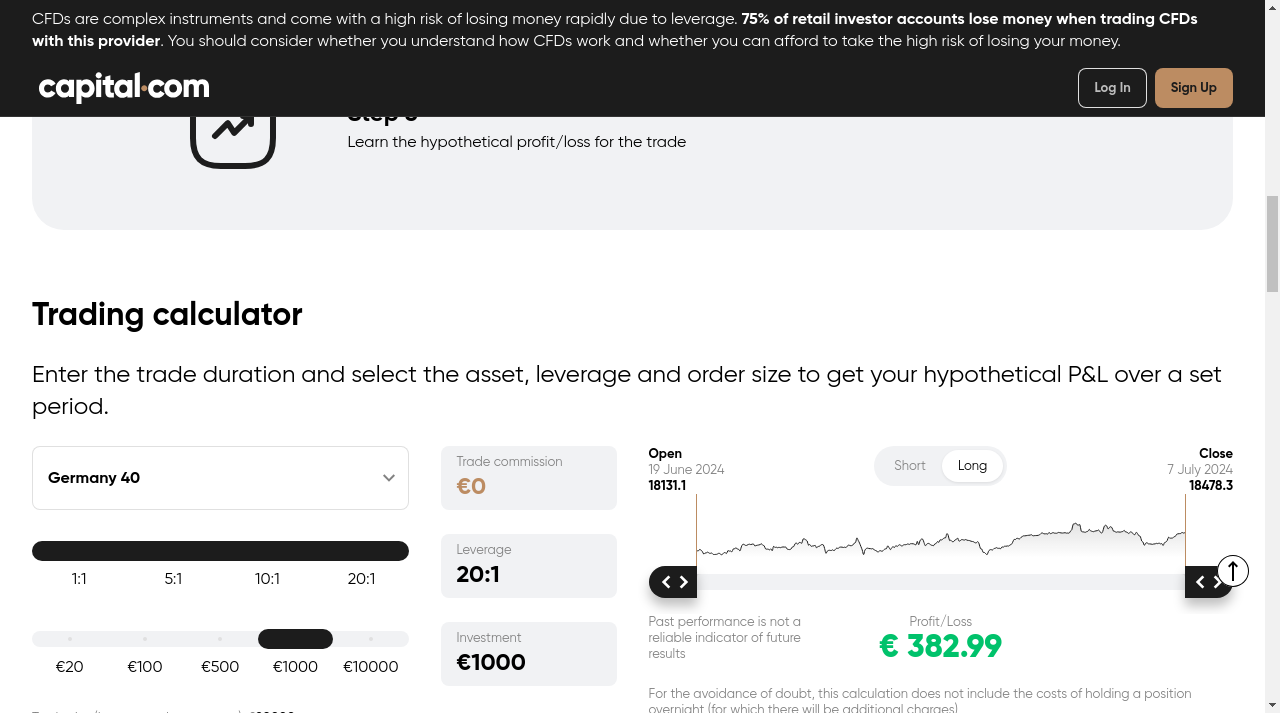 CFDs are complex instruments and come with a high risk of losing money rapidly due to leverage. 75% of retail investor accounts lose money when trading CFDs
with this provider. You should consider whether you understand how CFDs work and whether you can afford to take the high risk of losing your money.
capital.com
Log In
Sign Up
Learn the hypothetical profit/loss for the trade
Trading calculator
Enter the trade duration and select the asset, leverage and order size to get your hypothetical P&L over a set
period.
Germany 40
1:1
5:1
10:1
20:1
€20
€100
€500
€1000
€10000
Trade commission
€0
Leverage
20:1
Investment
€1000
Open
19 June 2024
18131.1
Short
Long
Close
7 July 2024
18478.3
Past performance is not a
reliable indicator of future
results
Profit/Loss
€ 382.99
For the avoidance of doubt, this calculation does not include the costs of holding a position
overnight (for which there will be additional charges)